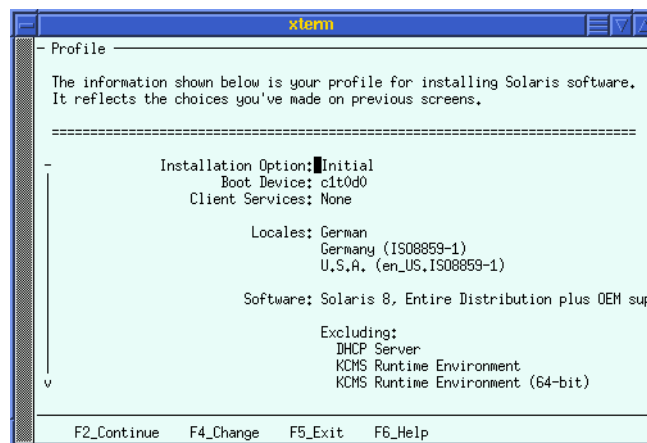 xterm
- Profile
The information shown below is your profile for installing Solaris software.
It reflects the choices you've made on previous screens.
============================================================================
Installation Option: Initial
Boot Device: c1t0d0
Client Services: None
Locales: German
Germany (ISO8859-1)
U.S.A. (en_US.ISO8859-1)
Software: Solaris 8, Entire Distribution plus OEM sup
Excluding:
DHCP Server
KCMS Runtime Environment
KCMS Runtime Environment (64-bit)
v
F2_Continue F4_Change F5_Exit F6_Help